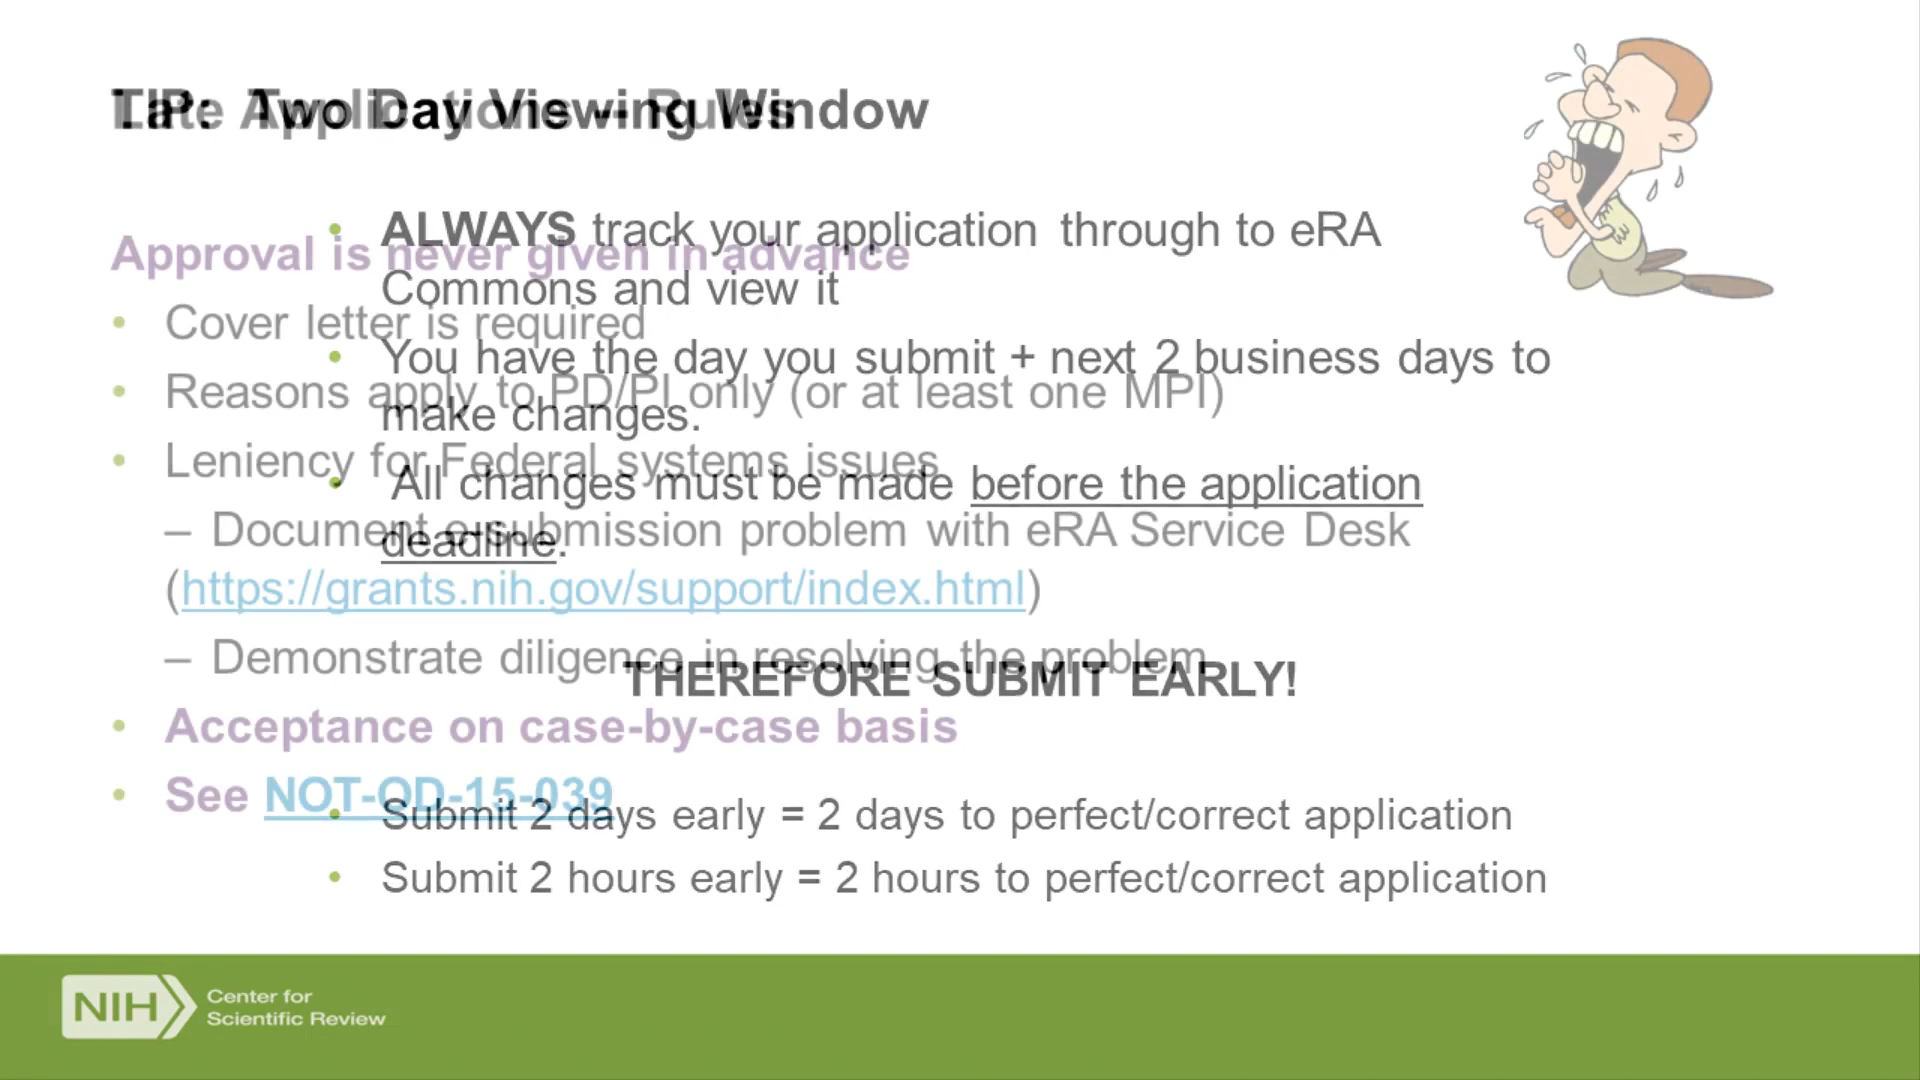 Late Applications – Rules
Approval is never given in advance
• Cover letter is required
• Reasons apply to PD/PI only (or at least one MPI)
• Leniency for Federal systems issues
– Document e-submission problem with eRA Service Desk
(https://grants.nih.gov/support/index.html)
– Demonstrate diligence in resolving the problem
• Acceptance on case-by-case basis
• See NOT-OD-15-039
TIP: Two Day Viewing Window
• ALWAYS track your application through to eRA
Commons and view it
• You have the day you submit + next 2 business days to
make changes.
• All changes must be made before the application
deadline.
THEREFORE SUBMIT EARLY!
• Submit 2 days early = 2 days to perfect/correct application
• Submit 2 hours early = 2 hours to perfect/correct application
NIH
Center for
Scientific Review